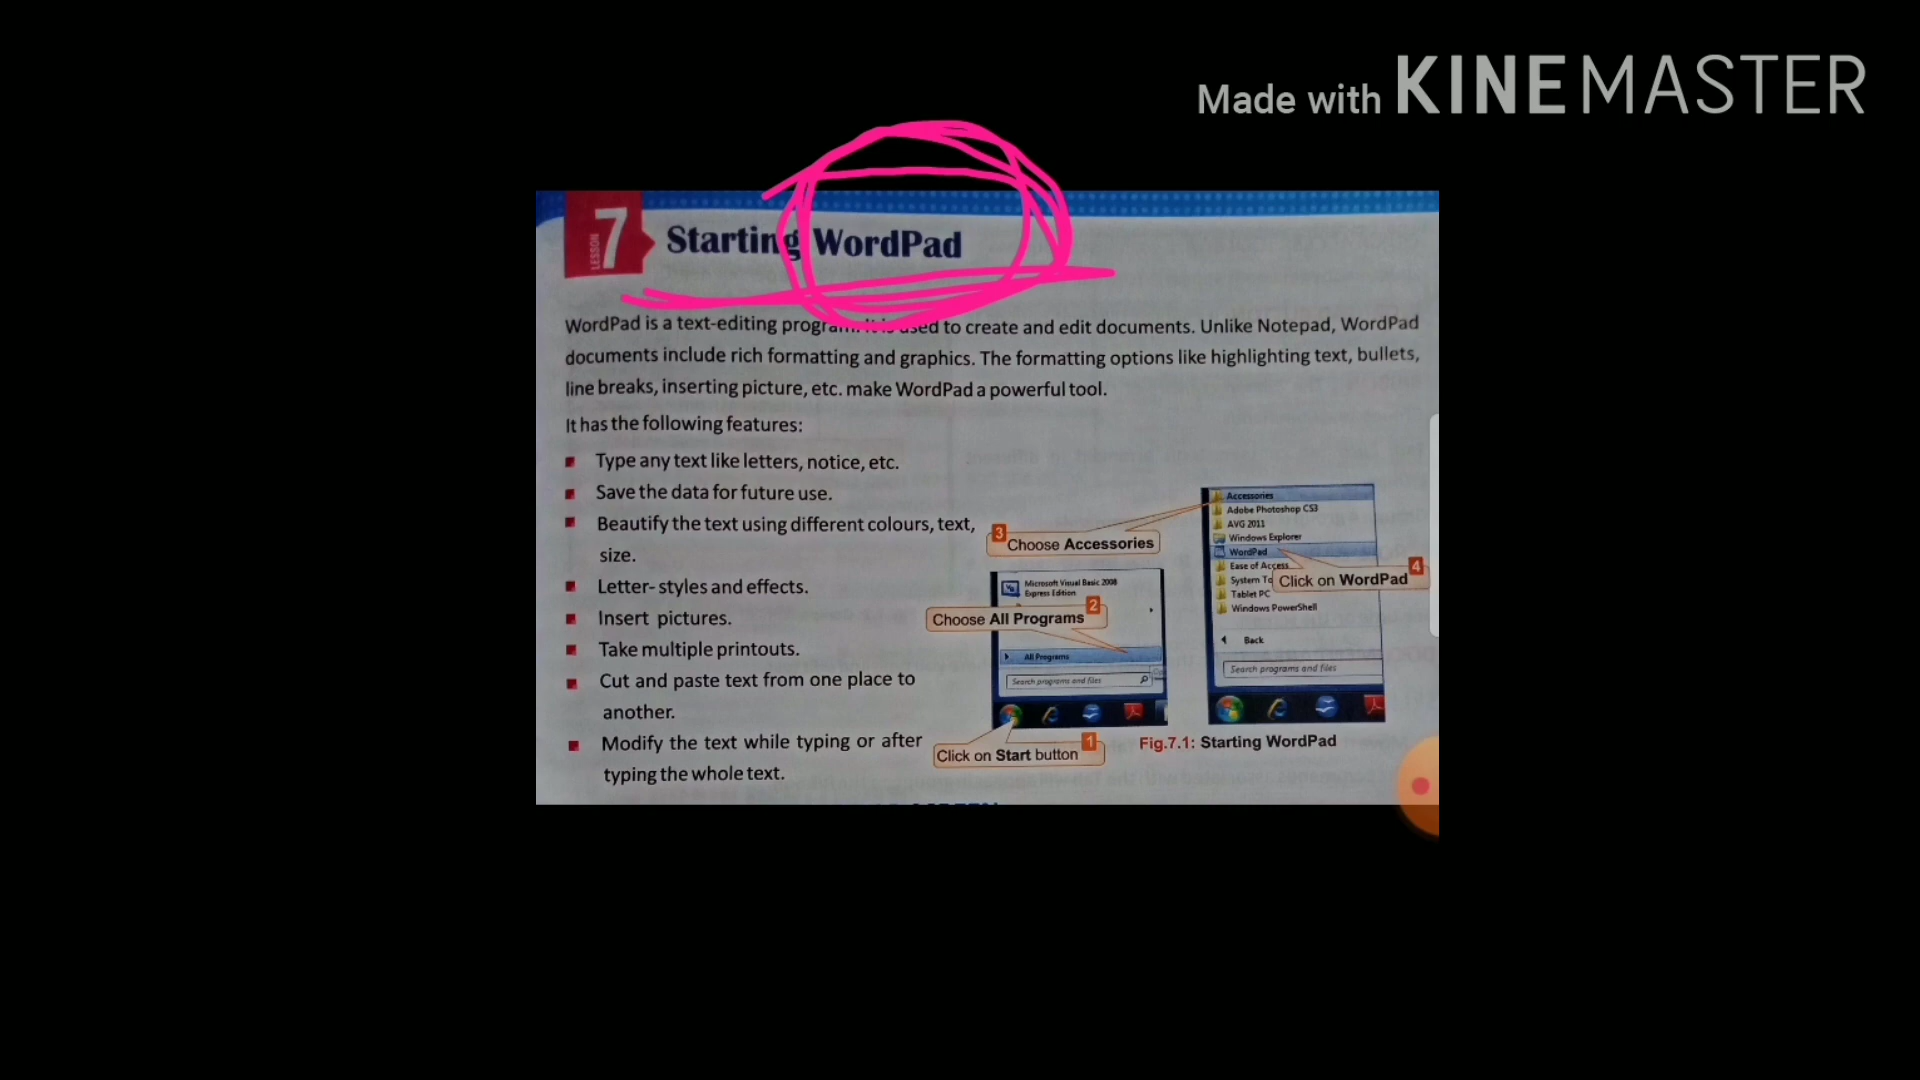 Made with KINEMASTER
LESSON 7 Starting WordPad
WordPad is a text-editing program. It is used to create and edit documents. Unlike Notepad, WordPad
documents include rich formatting and graphics. The formatting options like highlighting text, bullets,
line breaks, inserting picture, etc. make WordPad a powerful tool.
It has the following features:
Type any text like letters, notice, etc.
Save the data for future use.
Beautify the text using different colours, text,
size.
Letter- styles and effects.
Insert pictures.
Take multiple printouts.
Cut and paste text from one place to
another.
Modify the text while typing or after
typing the whole text.
3
Choose Accessories
Microsoft Visual Basic 2008
Express Edition
2
Choose All Programs
All Programs
Search programs and files
1
Click on Start button
Accessories
Adobe Photoshop CS3
AVG 2011
Windows Explorer
WordPad
Ease of Access
4
System To
Click on WordPad
Tablet PC
Windows PowerShell
Back
Search programs and files
Fig.7.1: Starting WordPad